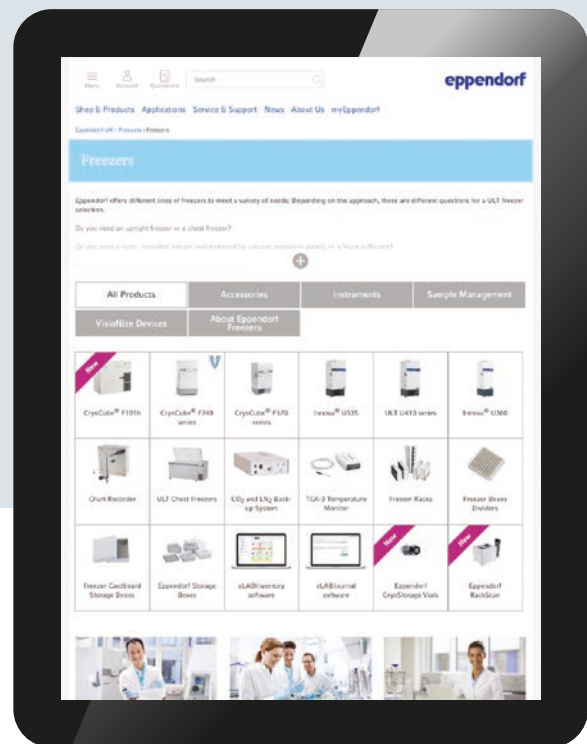 Menu Account Questions Search
eppendorf
Shop & Products Applications Service & Support News About Us myEppendorf
Eppendorf UK › Products › Freezers
Freezers
Eppendorf offers different lines of freezers to meet a variety of needs: Depending on the approach, there are different questions for a ULT freezer
selection.
Do you need an upright freezer or a chest freezer?
All Products Accessories Instruments Sample Management
VisioNize Devices About Eppendorf
Freezers
New
CryoCube® F101h CryoCube® F740 CryoCube® F570 Innova® U535 ULT U410 series Innova® U360
series series
Chart Recorder ULT Chest Freezers CO2 and LN2 Back- TCA-3 Temperature Freezer Racks Freezer Boxes
up System Monitor Dividers
New New
Freezer Cardboard Eppendorf Storage eLABInventory eLABJournal Eppendorf Eppendorf
Storage Boxes Boxes software software CryoStorage Vials RackScan